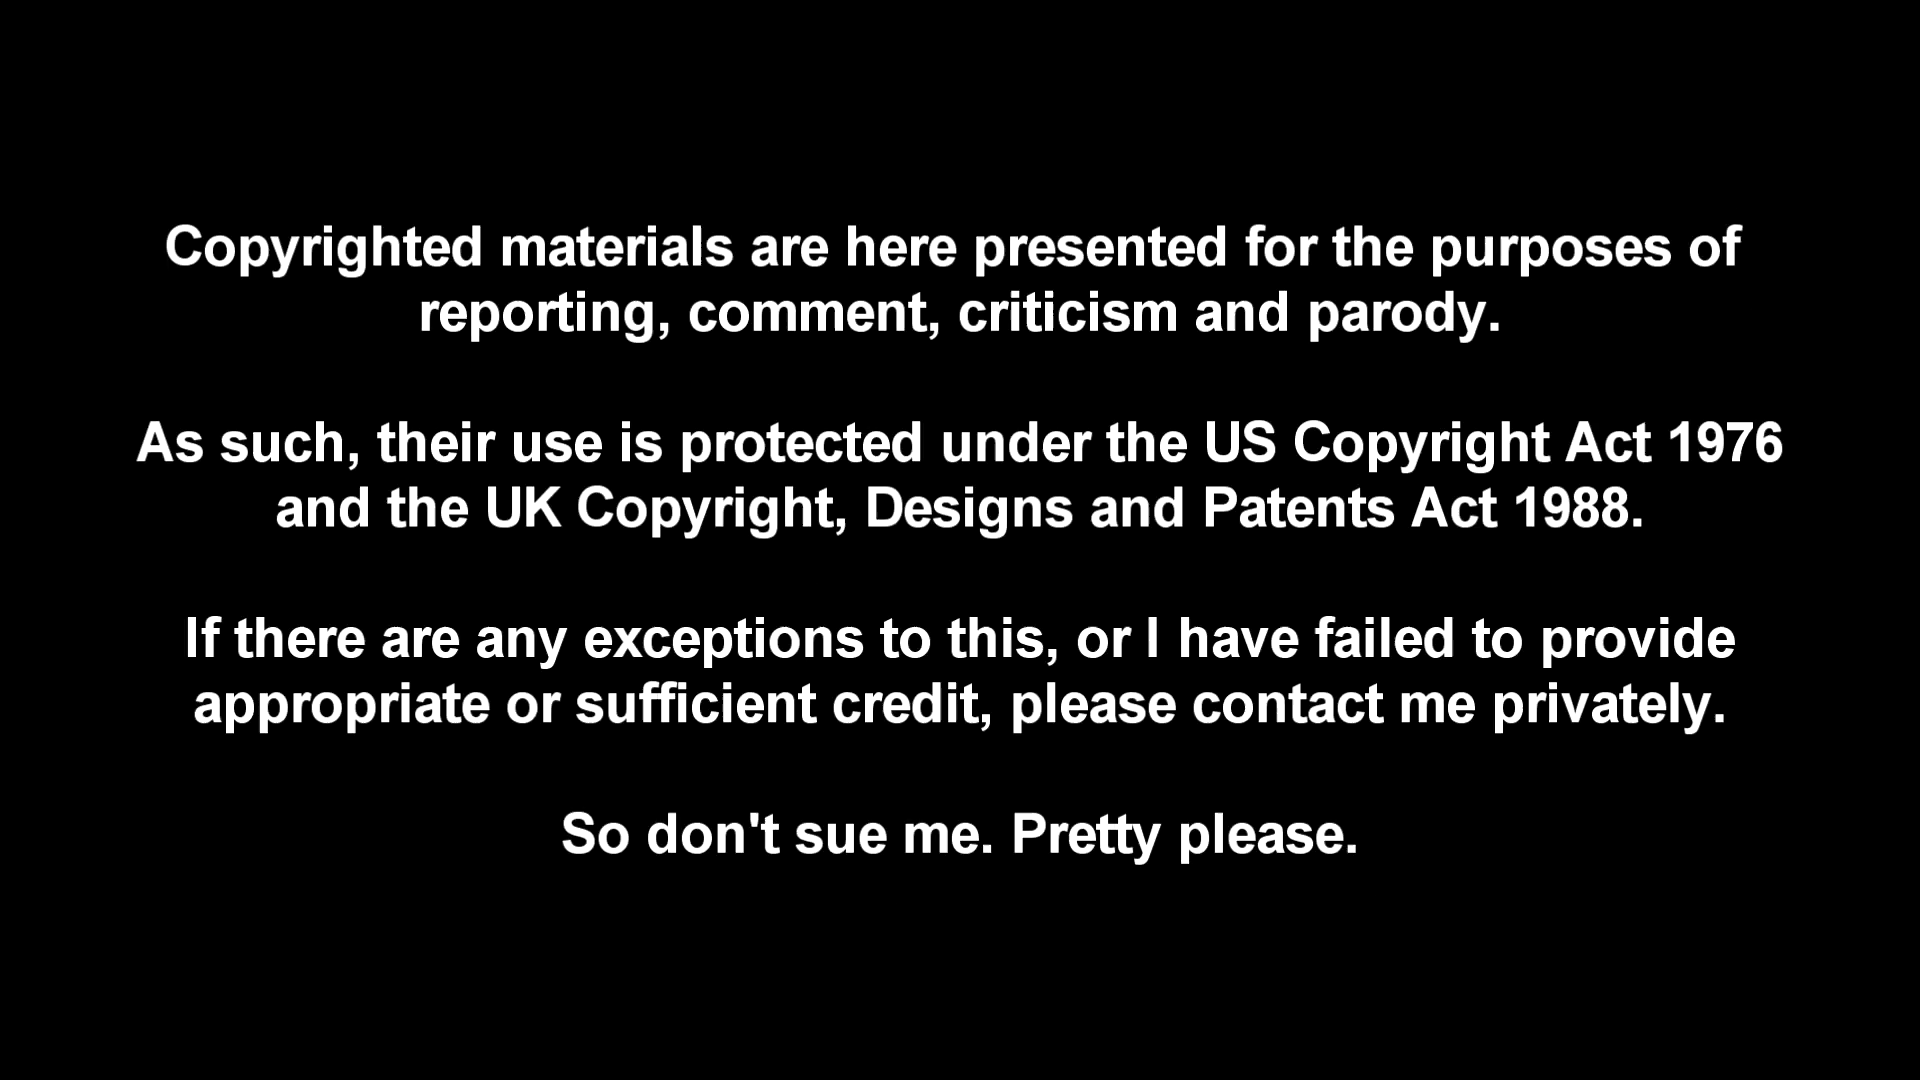 Copyrighted materials are here presented for the purposes of
reporting, comment, criticism and parody.
As such, their use is protected under the US Copyright Act 1976
and the UK Copyright, Designs and Patents Act 1988.
If there are any exceptions to this, or I have failed to provide
appropriate or sufficient credit, please contact me privately.
So don't sue me. Pretty please.